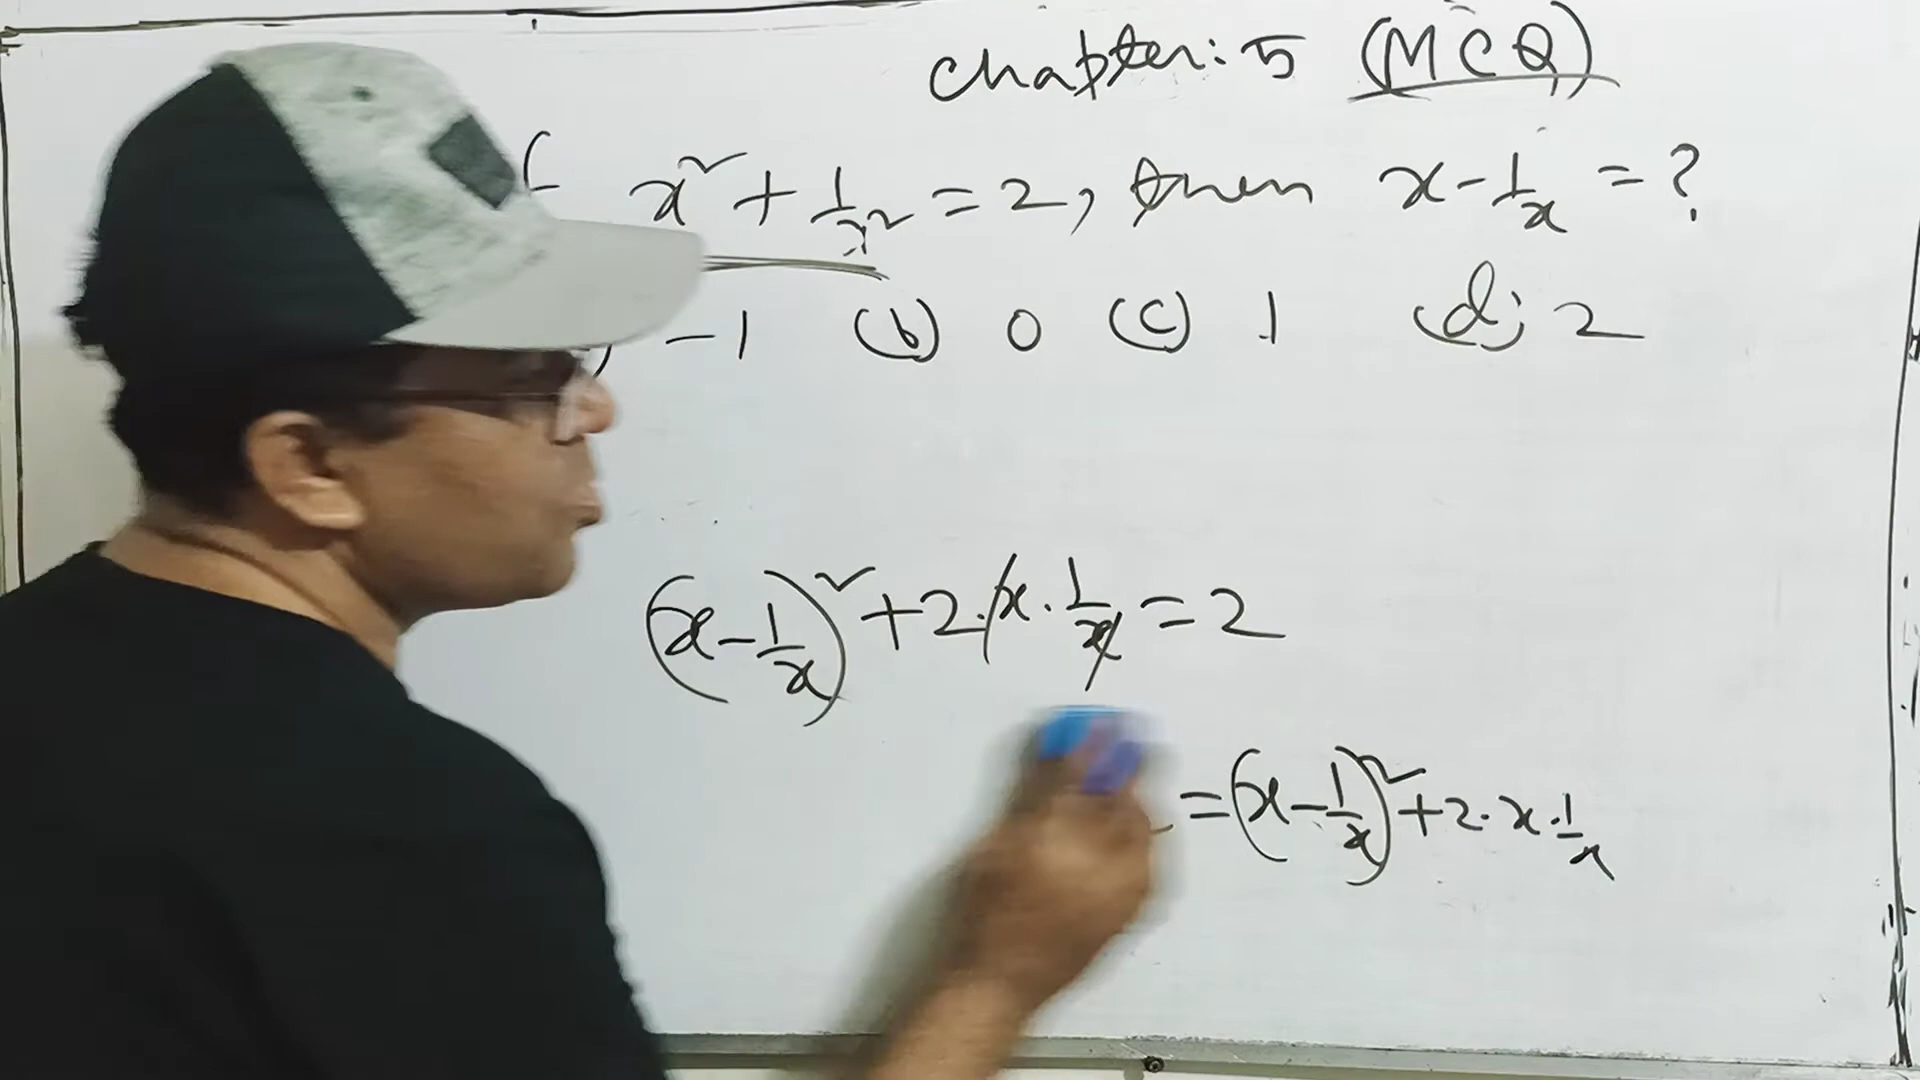 Chapter: 5 (MCQ)
x² + 1/x² = 2, then x - 1/x = ?
-1 (b) 0 (c) 1 (d) 2
(x - 1/x)² + 2·x·1/x = 2
= (x - 1/x)² + 2·x·1/x